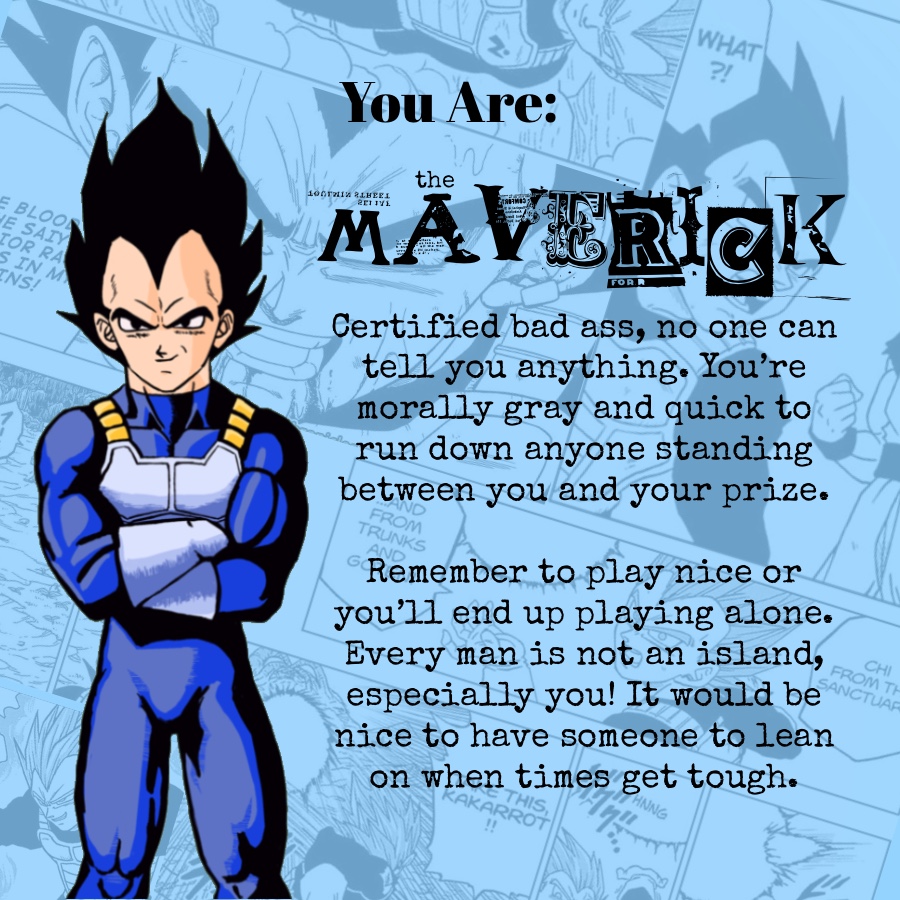 WHAT
?!
You Are:
the
MAVERICK
FOR A
Certified bad ass, no one can
tell you anything. You're
morally gray and quick to
run down anyone standing
between you and your prize.
Remember to play nice or
you'll end up playing alone.
Every man is not an island,
especially you! It would be
nice to have someone to lean
on when times get tough.
FROM
TRUNKS
AND
CHI
FROM
SANCTUAR
THIS,
KAKARROT
!!